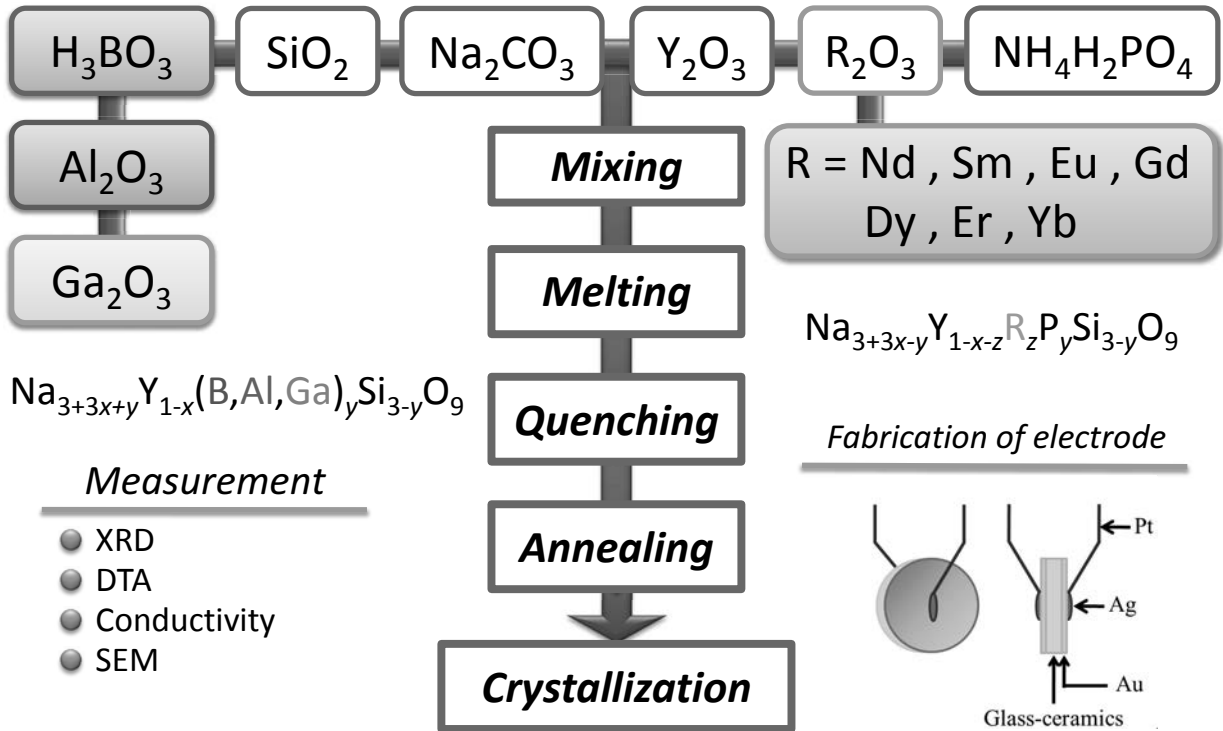 H₃BO₃
SiO₂
Na₂CO₃
Y₂O₃
R₂O₃
NH₄H₂PO₄
Al₂O₃
Ga₂O₃
R = Nd , Sm , Eu , Gd
Dy , Er , Yb
Mixing
Melting
Quenching
Annealing
Crystallization
Na₃₊₃ₓ₊yY₁₋ₓ(B,Al,Ga)ySi₃₋yO₉
Measurement
XRD
DTA
Conductivity
SEM
Na₃₊₃ₓ₋yY₁₋ₓ₋zRzPySi₃₋yO₉
Fabrication of electrode
Pt
Ag
Au
Glass-ceramics